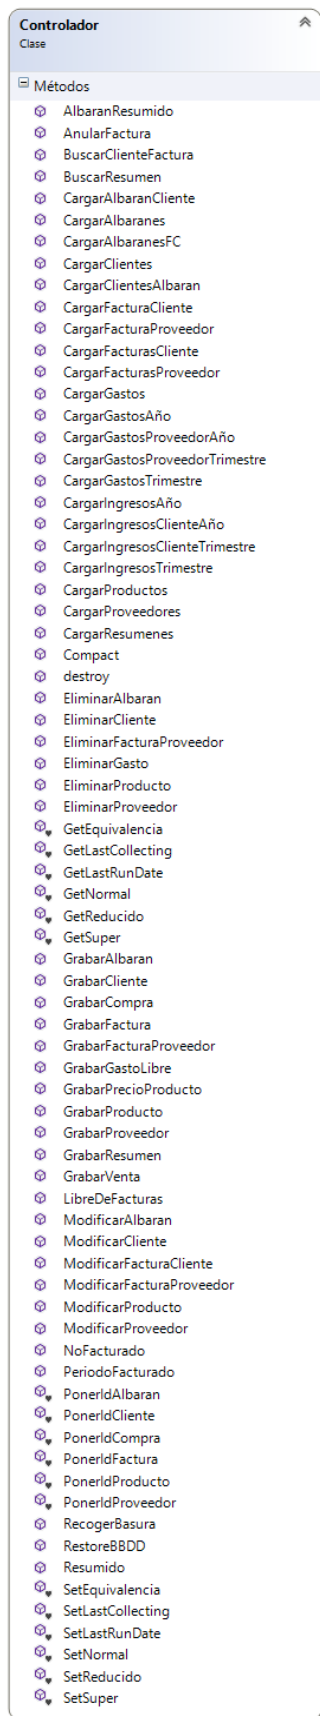 Controlador
Clase
Métodos
AlbaranResumido
AnularFactura
BuscarClienteFactura
BuscarResumen
CargarAlbaranCliente
CargarAlbaranes
CargarAlbaranesFC
CargarClientes
CargarClientesAlbaran
CargarFacturaCliente
CargarFacturaProveedor
CargarFacturasCliente
CargarFacturasProveedor
CargarGastos
CargarGastosAño
CargarGastosProveedorAño
CargarGastosProveedorTrimestre
CargarGastosTrimestre
CargarIngresosAño
CargarIngresosClienteAño
CargarIngresosClienteTrimestre
CargarIngresosTrimestre
CargarProductos
CargarProveedores
CargarResumenes
Compact
destroy
EliminarAlbaran
EliminarCliente
EliminarFacturaProveedor
EliminarGasto
EliminarProducto
EliminarProveedor
GetEquivalencia
GetLastCollecting
GetLastRunDate
GetNormal
GetReducido
GetSuper
GrabarAlbaran
GrabarCliente
GrabarCompra
GrabarFactura
GrabarFacturaProveedor
GrabarGastoLibre
GrabarPrecioProducto
GrabarProducto
GrabarProveedor
GrabarResumen
GrabarVenta
LibreDeFacturas
ModificarAlbaran
ModificarCliente
ModificarFacturaCliente
ModificarFacturaProveedor
ModificarProducto
ModificarProveedor
NoFacturado
PeriodoFacturado
PonerIdAlbaran
PonerIdCliente
PonerIdCompra
PonerIdFactura
PonerIdProducto
PonerIdProveedor
RecogerBasura
RestoreBBDD
Resumido
SetEquivalencia
SetLastCollecting
SetLastRunDate
SetNormal
SetReducido
SetSuper